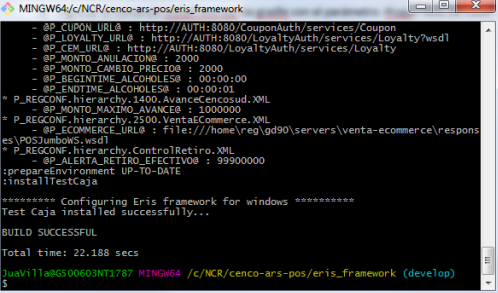 MINGW64:/c/NCR/cenco-ars-pos/eris_framework
- @P_CUPON_URL@ : http://AUTH:8080/CouponAuth/services/Coupon
- @P_LOYALTY_URL@ : http://AUTH:8080/LoyaltyAuth/services/Loyalty?wsdl
- @P_CEM_URL@ : http://AUTH:8080/LoyaltyAuth/services/Loyalty
- @P_MONTO_ANULACION@ : 2000
- @P_MONTO_CAMBIO_PRECIO@ : 2000
- @P_BEGINTIME_ALCOHOLES@ : 00:00:00
- @P_ENDTIME_ALCOHOLES@ : 00:00:01
* P_REGCONF.hierarchy.1400.AvanceCencosud.XML
- @P_MONTO_MAXIMO_AVANCE@ : 1000000
* P_REGCONF.hierarchy.2500.VentaEcommerce.XML
- @P_ECOMMERCE_URL@ : file:///home\reg\gd90\servers\venta-ecommerce\respons
es\POSJumboWS.wsdl
* P_REGCONF.hierarchy.ControlRetiro.XML
- @P_ALERTA_RETIRO_EFECTIVO@ : 99900000
:prepareEnvironment UP-TO-DATE
:installTestCaja
********* Configuring Eris framework for windows **********
Test Caja installed successfully...
BUILD SUCCESSFUL
Total time: 22.188 secs
JuaVilla@G500603NT1787 MINGW64 /c/NCR/cenco-ars-pos/eris_framework (develop)
$